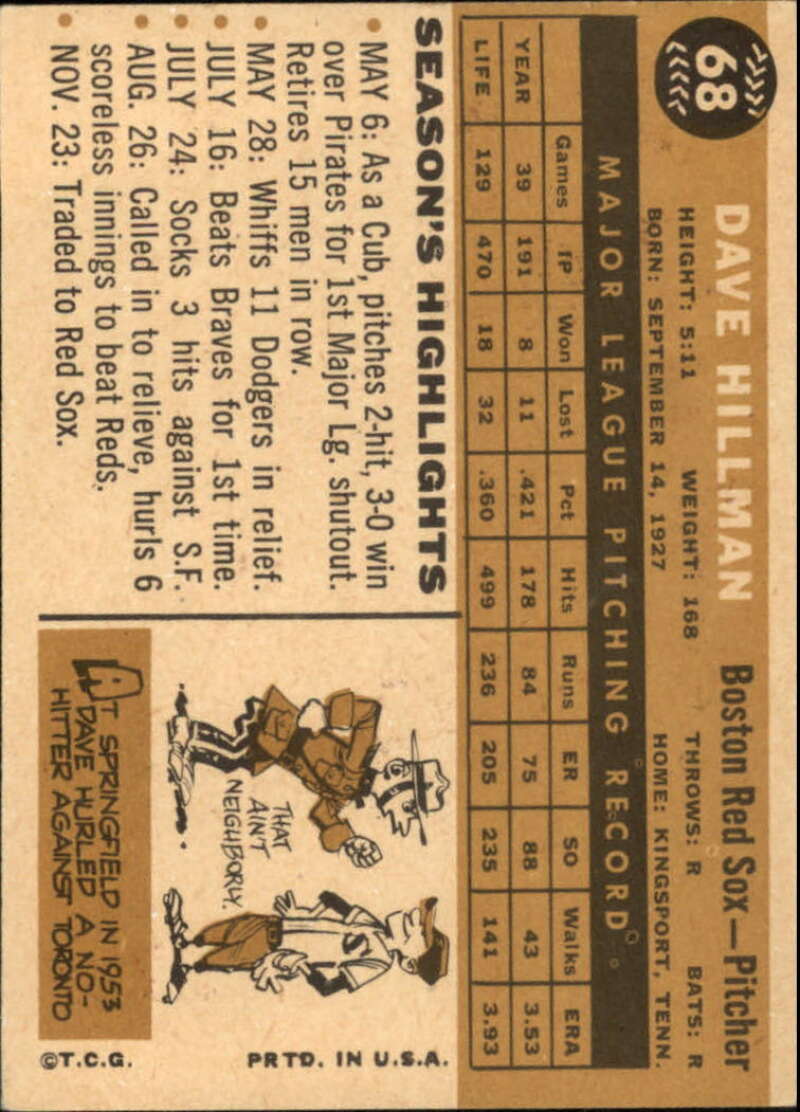 68
DAVE HILLMAN Boston Red Sox—Pitcher
HEIGHT: 5:11 WEIGHT: 168 THROWS: R BATS: R
BORN: SEPTEMBER 14, 1927 HOME: KINGSPORT, TENN.
MAJOR LEAGUE PITCHING RECORD
Games IP Won Lost Pct Hits Runs ER SO Walks ERA
YEAR 39 191 8 11 .421 178 84 75 88 43 3.53
LIFE 129 470 18 32 .360 499 236 205 235 141 3.93
SEASON'S HIGHLIGHTS
• MAY 6: As a Cub, pitches 2-hit, 3-0 win
over Pirates for 1st Major Lg. shutout.
Retires 15 men in row.
• MAY 28: Whiffs 11 Dodgers in relief.
• JULY 16: Beats Braves for 1st time.
• JULY 24: Socks 3 hits against S.F.
• AUG. 26: Called in to relieve, hurls 6
scoreless innings to beat Reds.
• NOV. 23: Traded to Red Sox.
THAT
AIN'T
NEIGHBORLY.
S
AT SPRINGFIELD IN 1953
DAVE HURLED A NO-
HITTER AGAINST TORONTO
©T.C.G. PRTD. IN U.S.A.